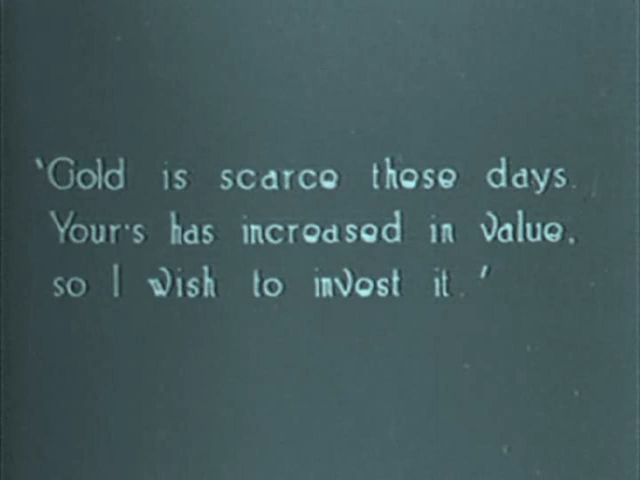 'Gold is scarce these days.
Your's has increased in value,
so I wish to invest it.'